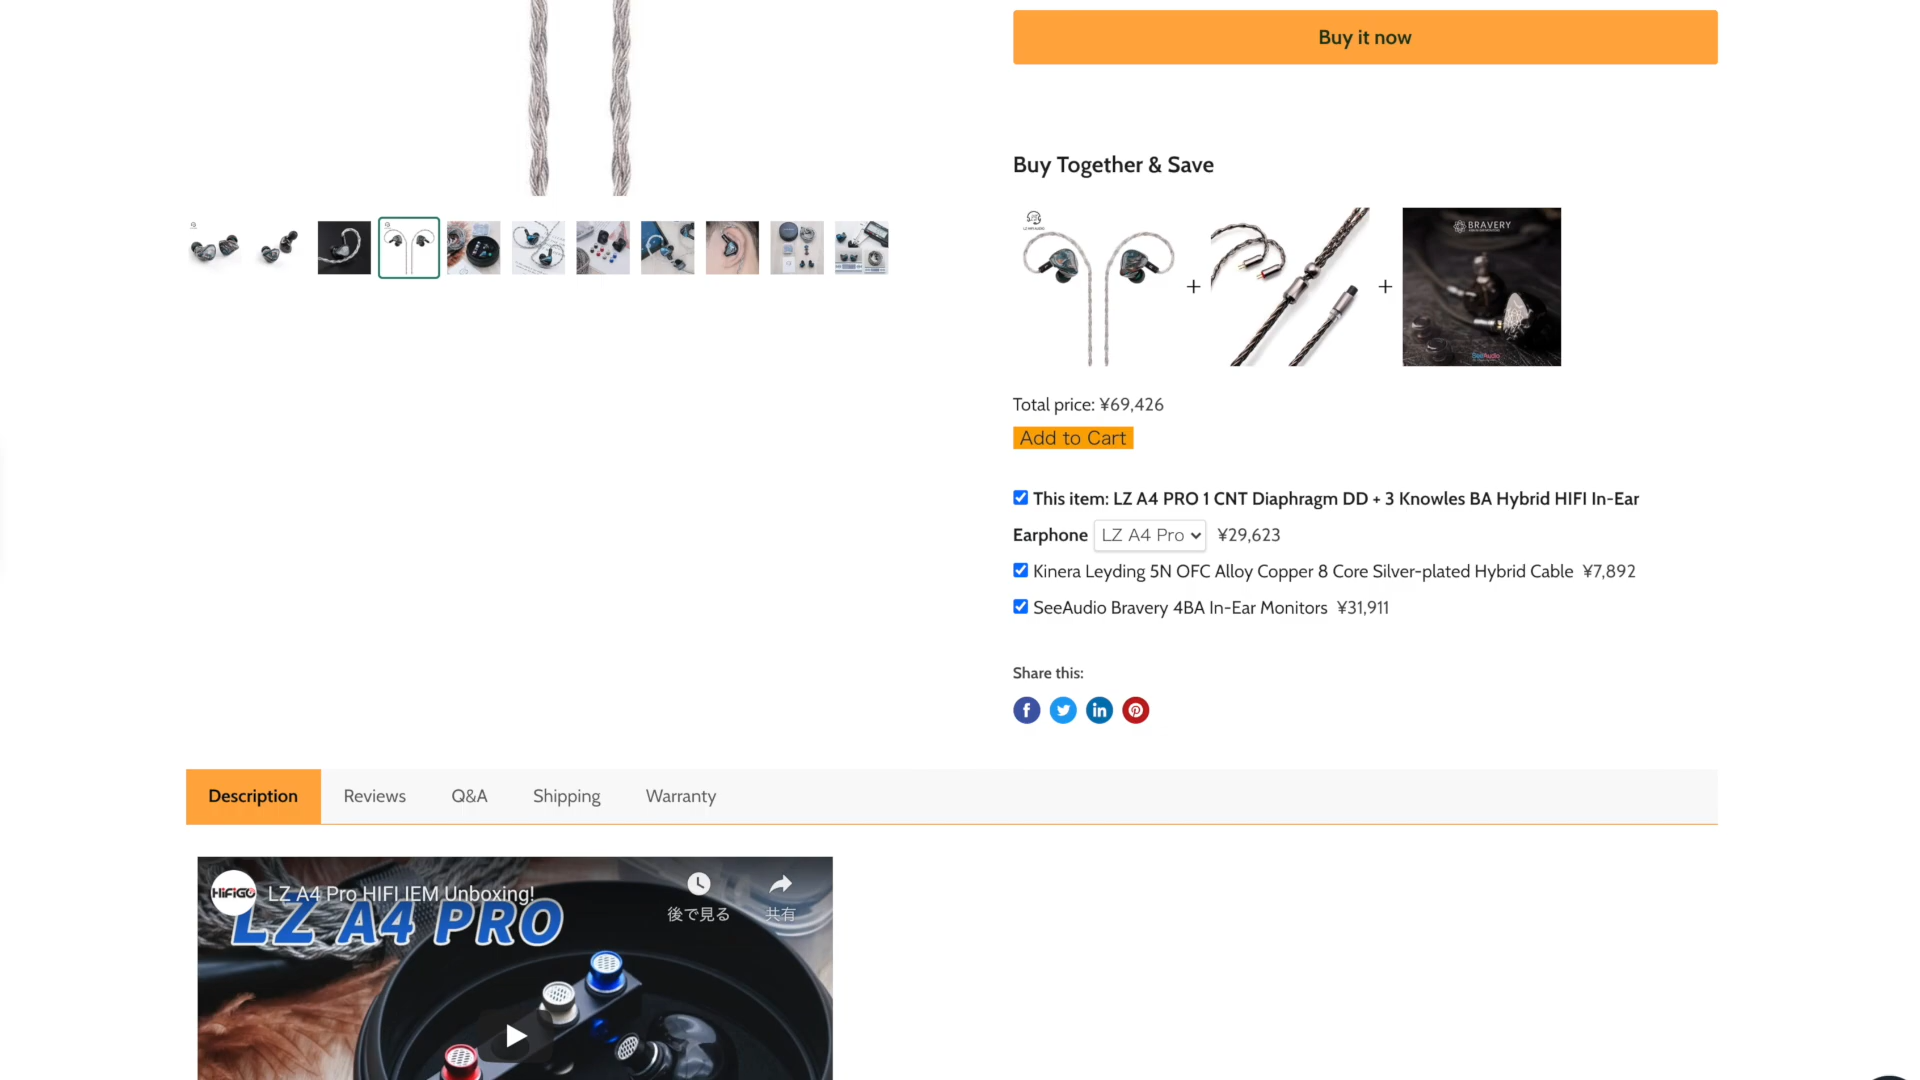 Buy it now
Buy Together & Save
BRAVERY
SeeAudio
Total price: ¥69,426
Add to Cart
This item: LZ A4 PRO 1 CNT Diaphragm DD + 3 Knowles BA Hybrid HIFI In-Ear
Earphone LZ A4 Pro ¥29,623
Kinera Leyding 5N OFC Alloy Copper 8 Core Silver-plated Hybrid Cable ¥7,892
SeeAudio Bravery 4BA In-Ear Monitors ¥31,911
Share this:
Description Reviews Q&A Shipping Warranty
HiFiGO LZ A4 Pro HIFI IEM Unboxing!
LZ A4 PRO
後で見る 共有